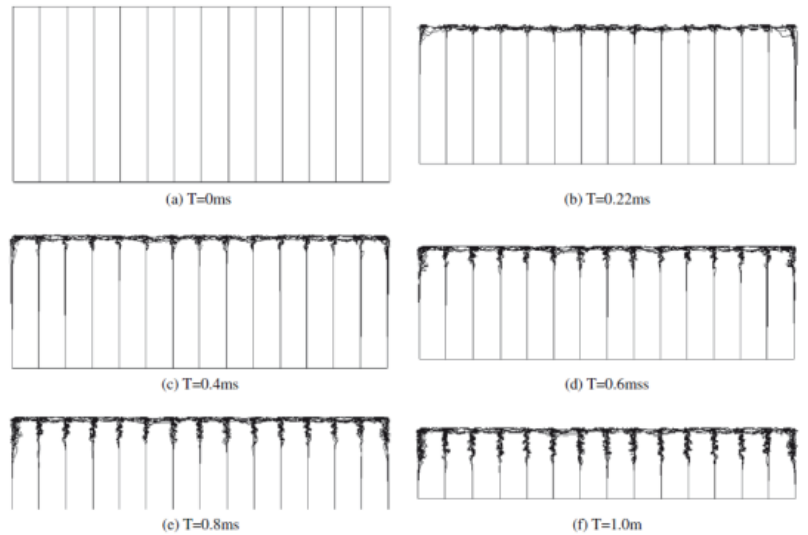 (a) T=0ms
(b) T=0.22ms
(c) T=0.4ms
(d) T=0.6mss
(e) T=0.8ms
(f) T=1.0m